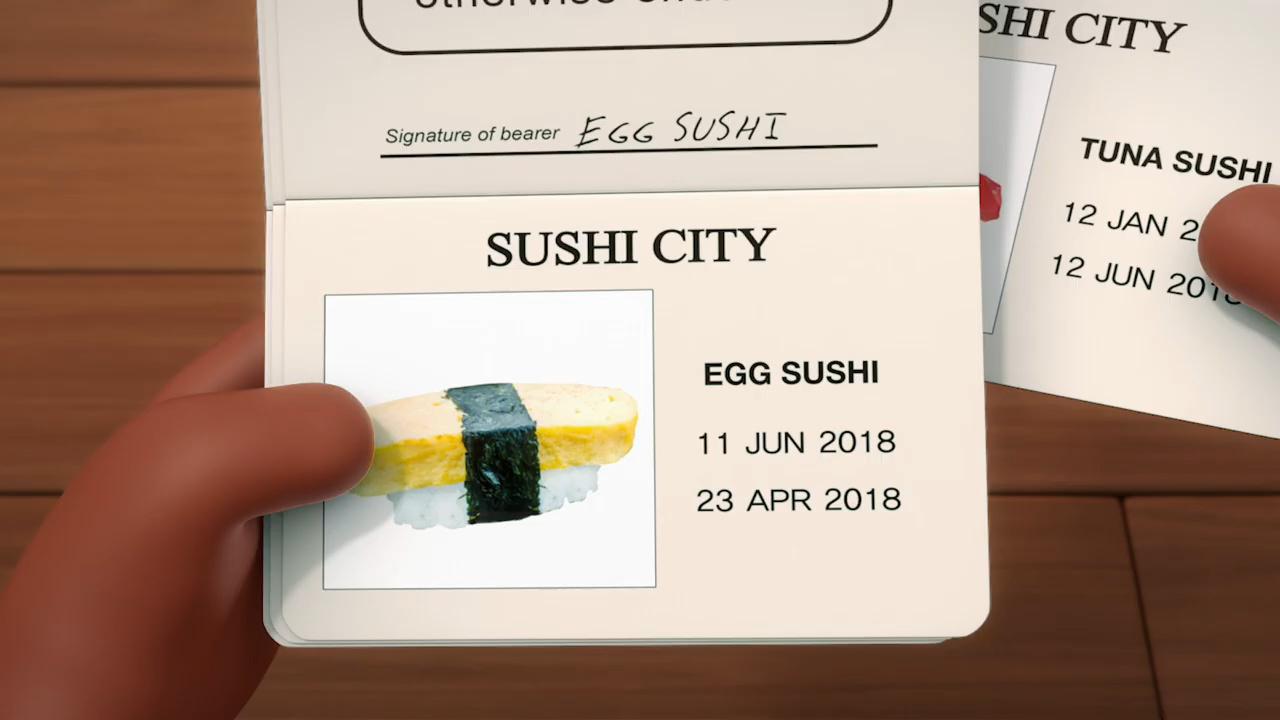 Signature of bearer EGG SUSHI
SUSHI CITY
EGG SUSHI
11 JUN 2018
23 APR 2018
SHI CITY
TUNA SUSHI
12 JAN 2
12 JUN 201